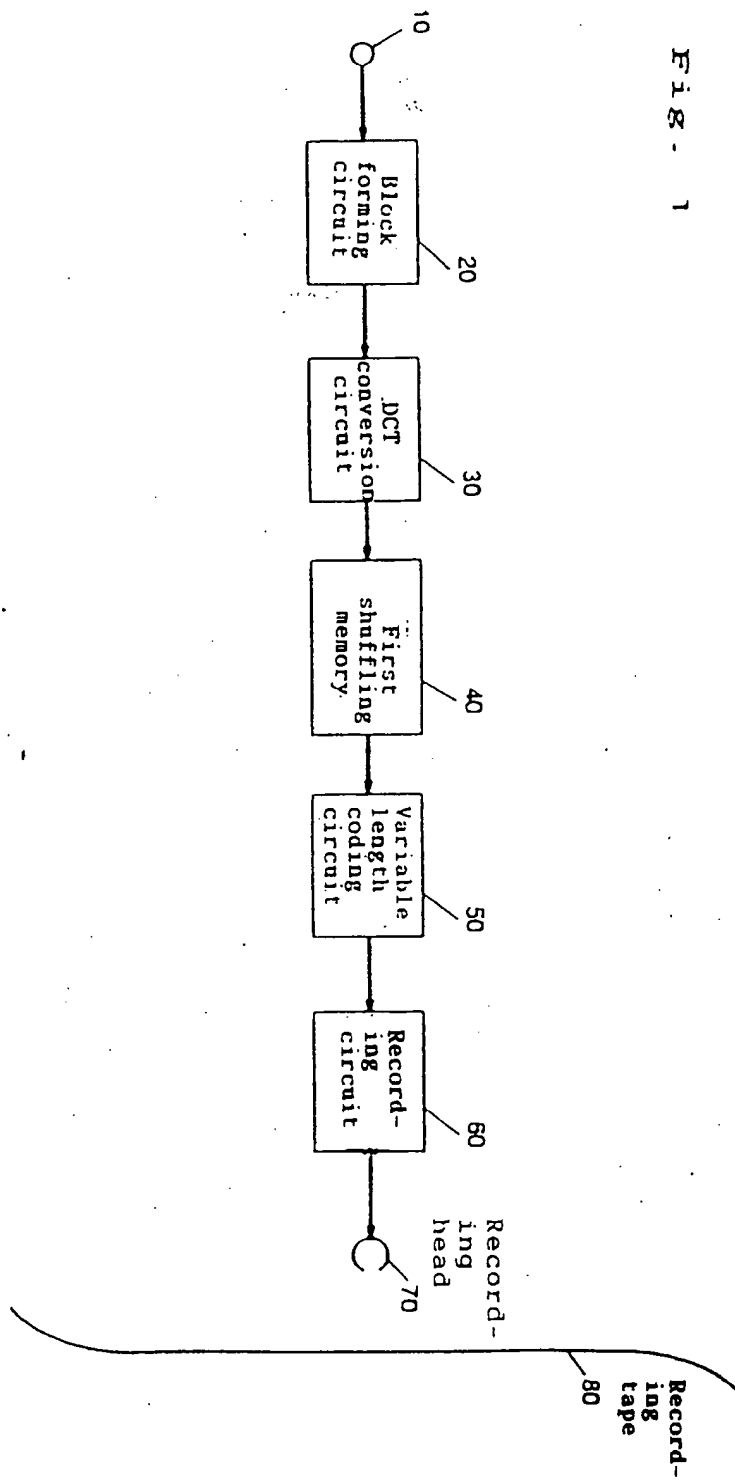 Fig. 1
10
Block
forming
circuit
20
DCT
conversion
circuit
30
First
shuffling
memory
40
Variable
length
coding
circuit
50
Record-
ing
circuit
60
Record-
ing
head
70
Record-
ing
tape
80